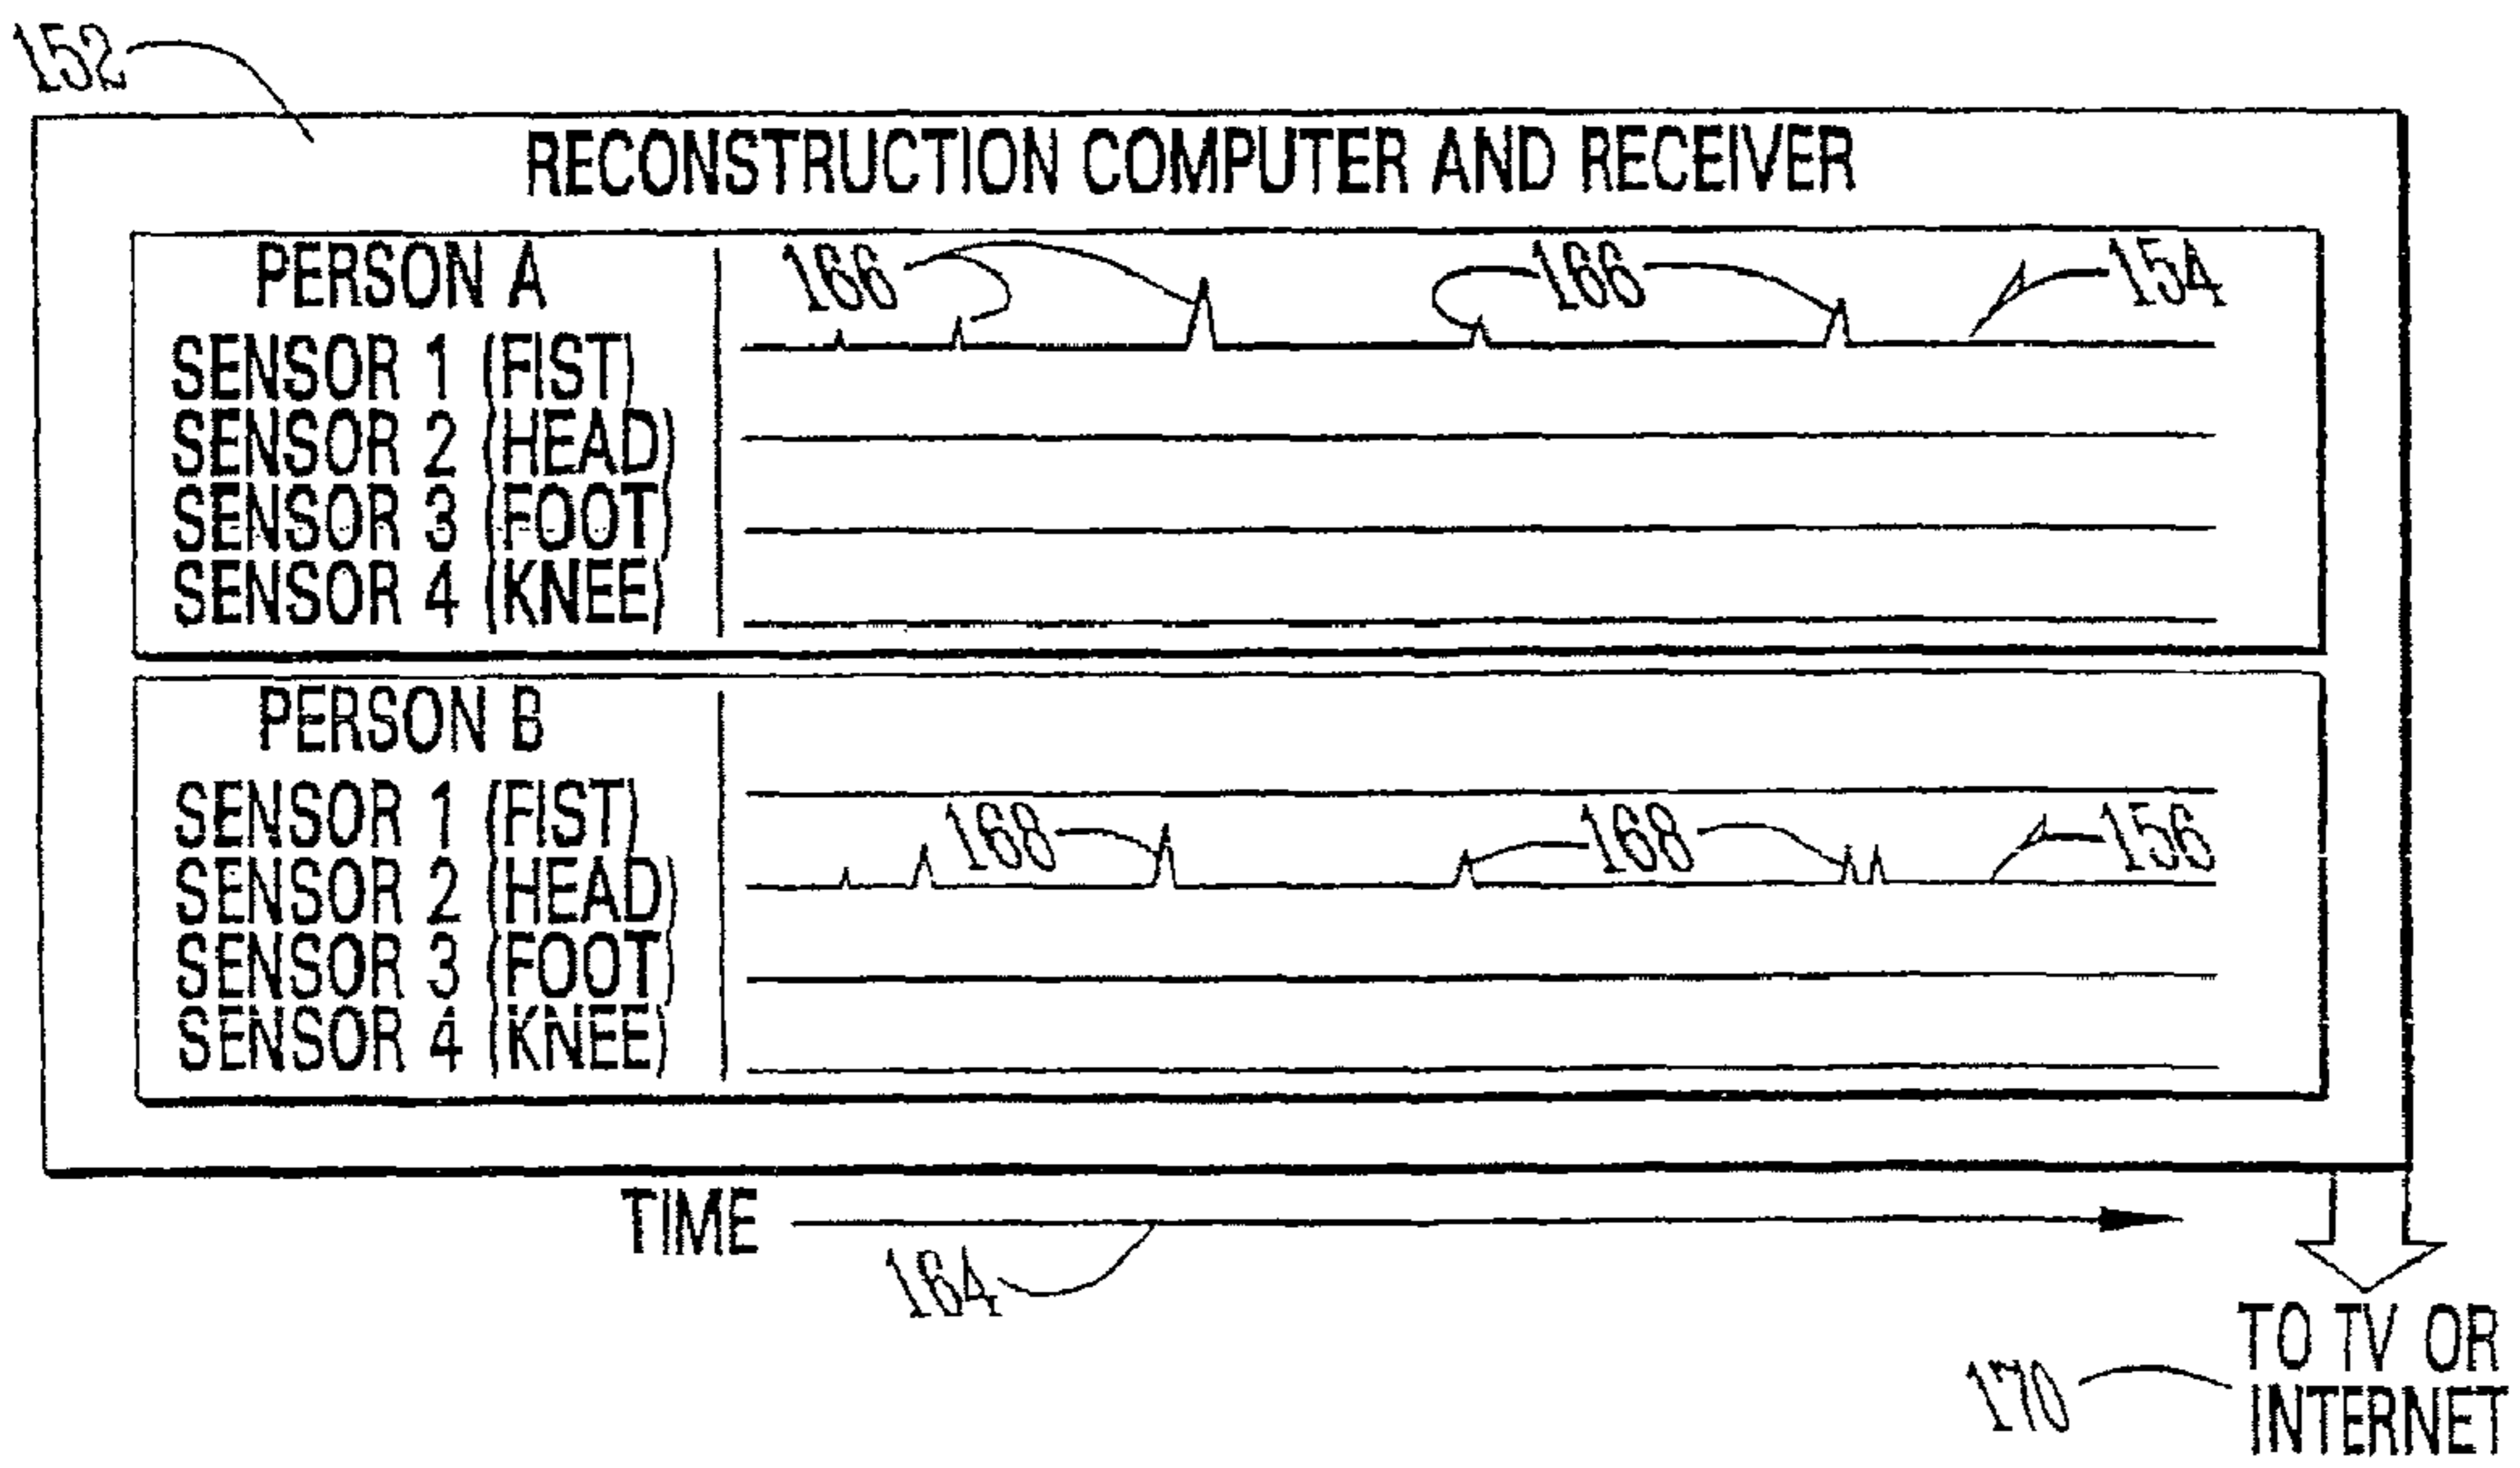 152
RECONSTRUCTION COMPUTER AND RECEIVER
PERSON A
166
166
154
SENSOR 1 (FIST)
SENSOR 2 (HEAD)
SENSOR 3 (FOOT)
SENSOR 4 (KNEE)
PERSON B
SENSOR 1 (FIST)
168
168
156
SENSOR 2 (HEAD)
SENSOR 3 (FOOT)
SENSOR 4 (KNEE)
TIME
164
TO TV OR
INTERNET
170